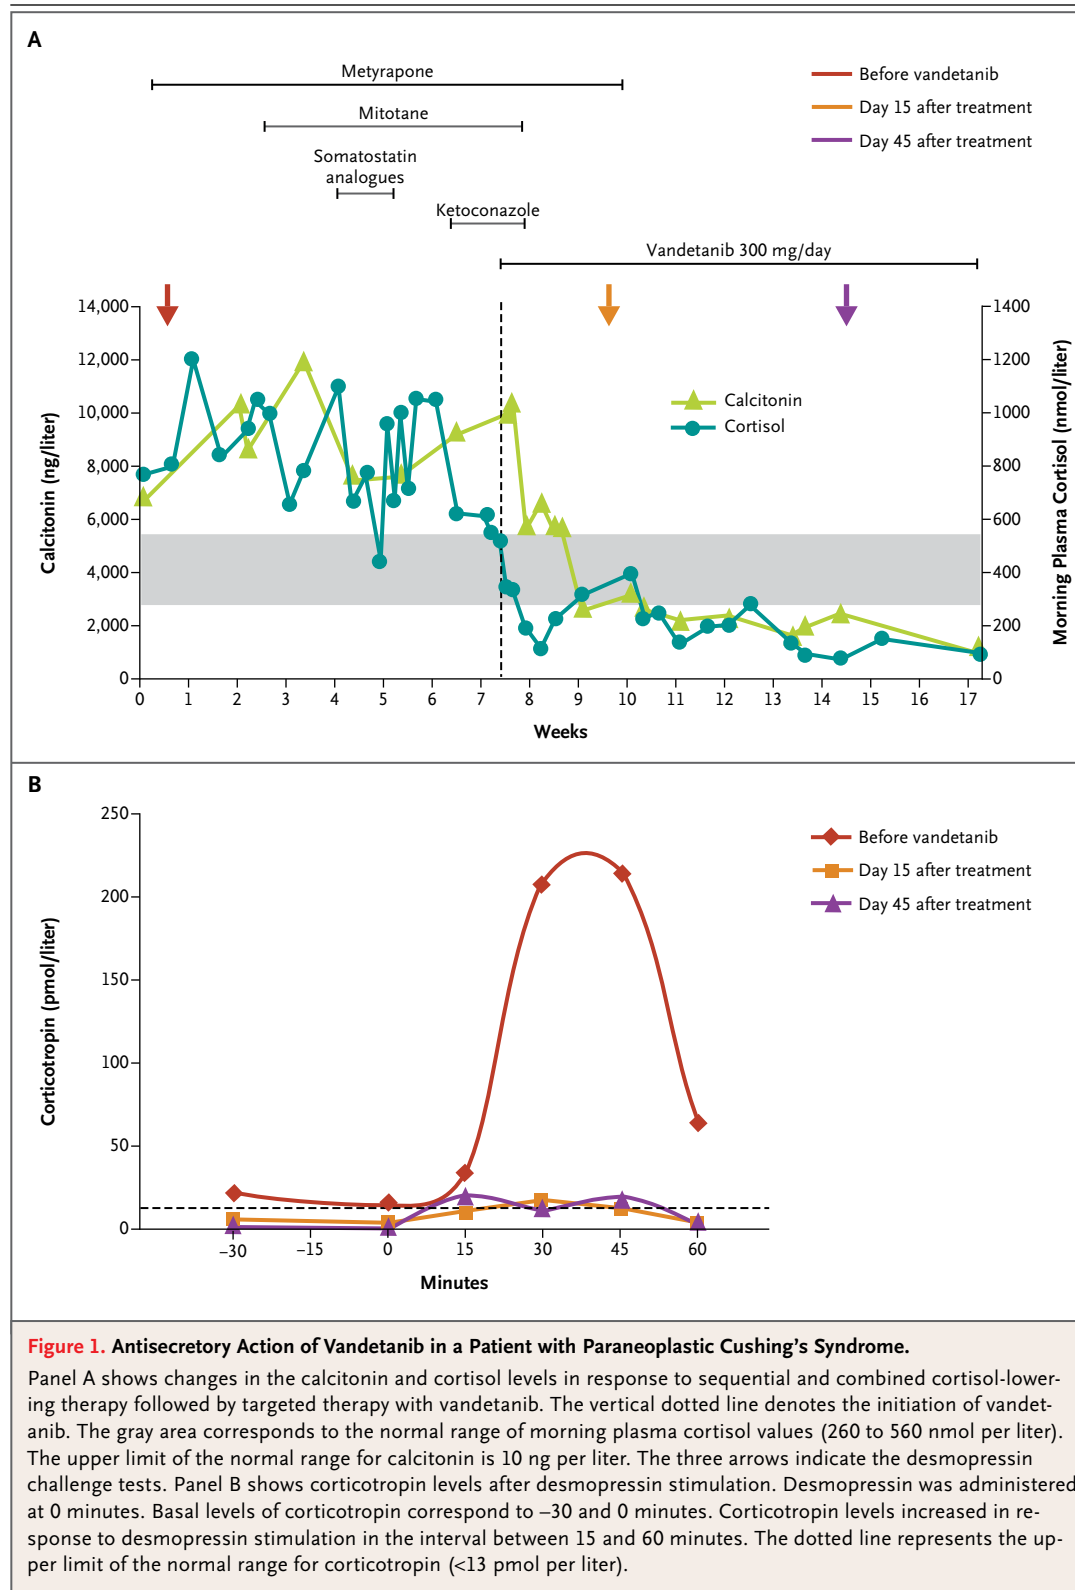 A
Metyrapone
Mitotane
Somatostatin
analogues
Ketoconazole
Vandetanib 300 mg/day
Before vandetanib
Day 15 after treatment
Day 45 after treatment
14,000
12,000
10,000
8,000
6,000
4,000
2,000
0
Calcitonin (ng/liter)
1400
1200
1000
800
600
400
200
0
Morning Plasma Cortisol (nmol/liter)
Calcitonin
Cortisol
0 1 2 3 4 5 6 7 8 9 10 11 12 13 14 15 16 17
Weeks
B
250
200
150
100
50
0
Corticotropin (pmol/liter)
Before vandetanib
Day 15 after treatment
Day 45 after treatment
–30 –15 0 15 30 45 60
Minutes
Figure 1. Antisecretory Action of Vandetanib in a Patient with Paraneoplastic Cushing’s Syndrome.
Panel A shows changes in the calcitonin and cortisol levels in response to sequential and combined cortisol-lower-
ing therapy followed by targeted therapy with vandetanib. The vertical dotted line denotes the initiation of vandet-
anib. The gray area corresponds to the normal range of morning plasma cortisol values (260 to 560 nmol per liter).
The upper limit of the normal range for calcitonin is 10 ng per liter. The three arrows indicate the desmopressin
challenge tests. Panel B shows corticotropin levels after desmopressin stimulation. Desmopressin was administered
at 0 minutes. Basal levels of corticotropin correspond to –30 and 0 minutes. Corticotropin levels increased in re-
sponse to desmopressin stimulation in the interval between 15 and 60 minutes. The dotted line represents the up-
per limit of the normal range for corticotropin (<13 pmol per liter).